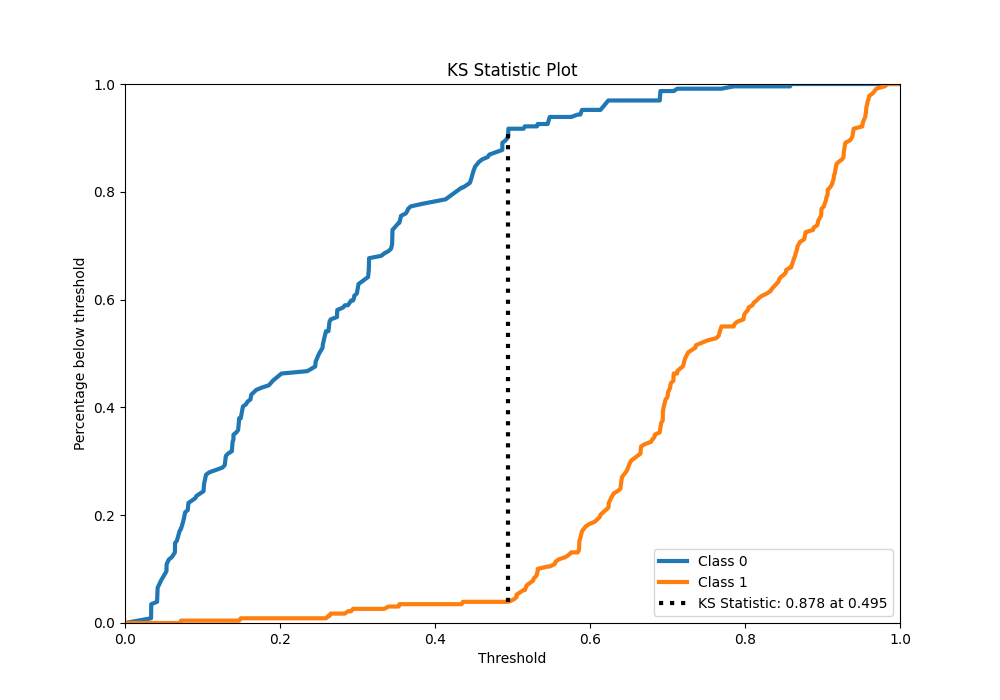 KS Statistic Plot
1.0
0.8
0.6
0.4
0.2
0.0
Percentage below threshold
0.0 0.2 0.4 0.6 0.8 1.0
Threshold
Class 0
Class 1
KS Statistic: 0.878 at 0.495